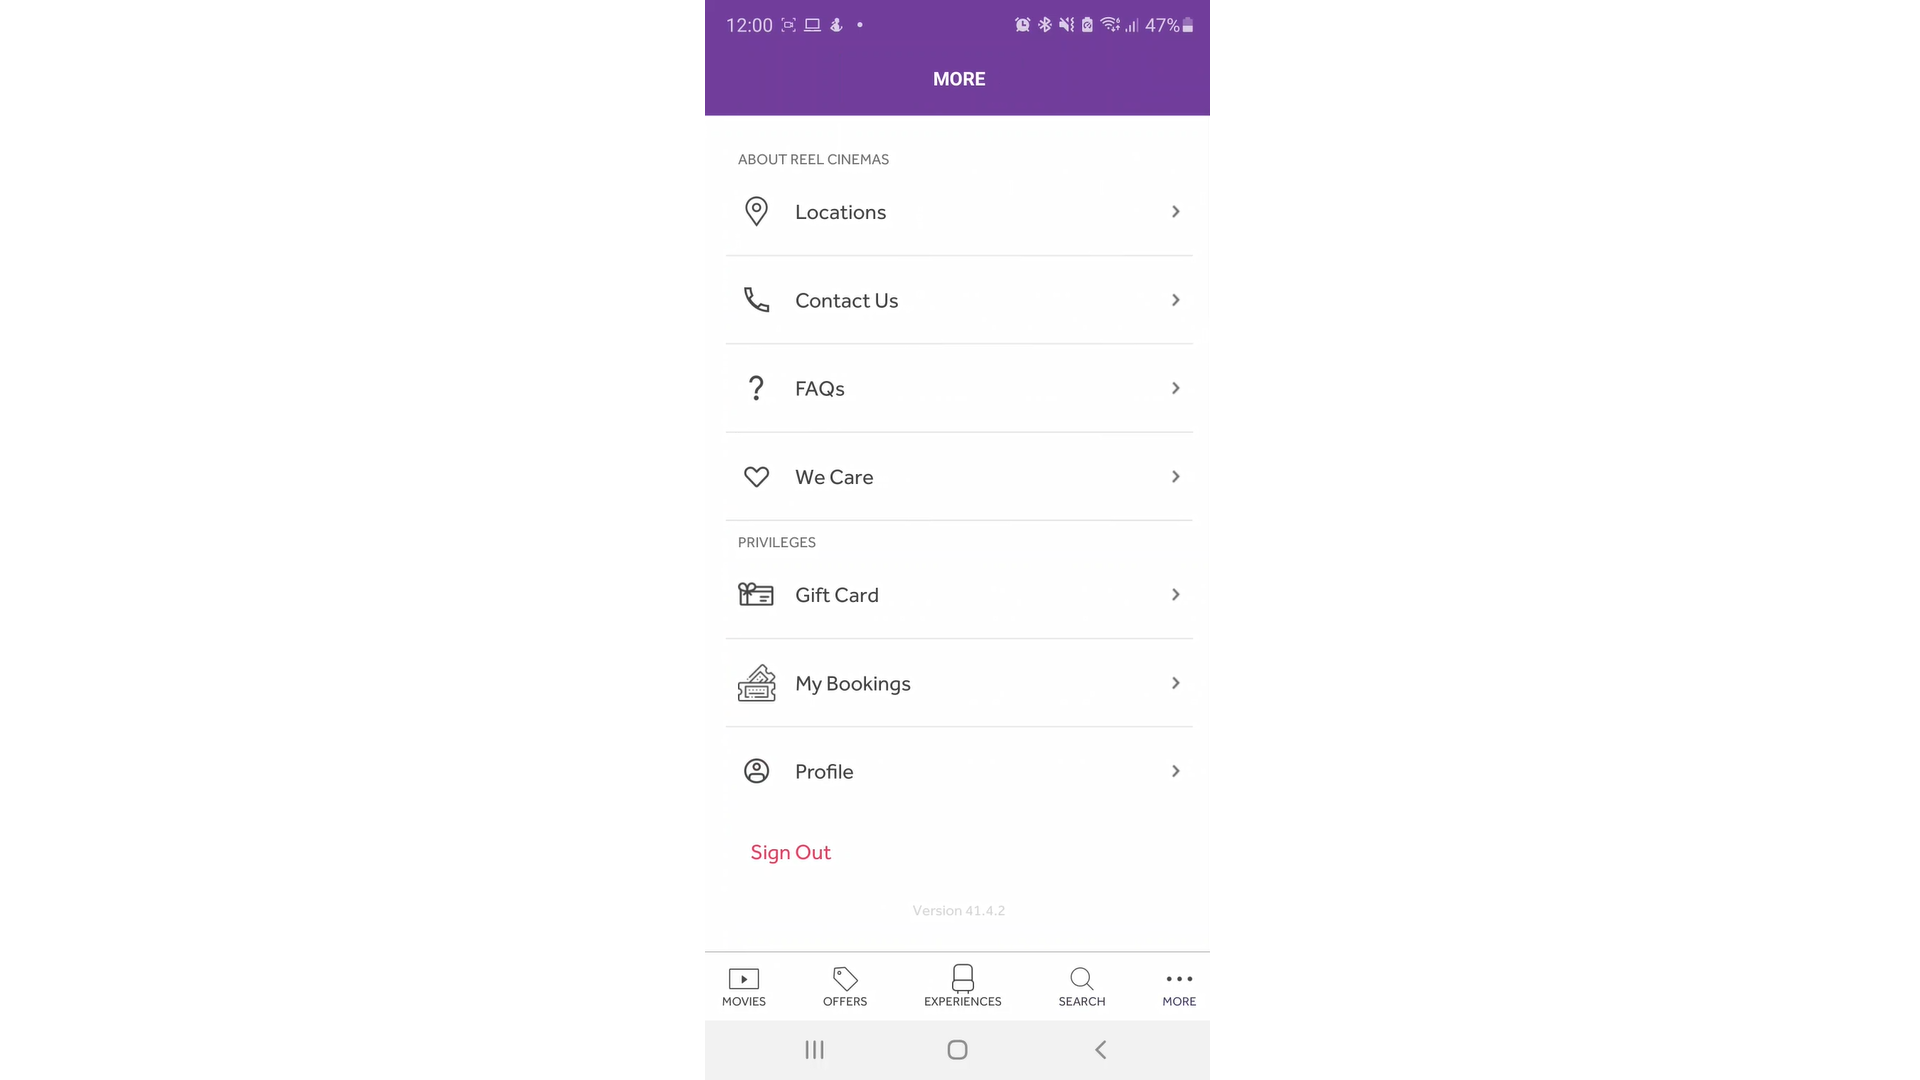 12:00 47%
MORE
ABOUT REEL CINEMAS
Locations
Contact Us
FAQs
We Care
PRIVILEGES
Gift Card
My Bookings
Profile
Sign Out
Version 41.4.2
MOVIES OFFERS EXPERIENCES SEARCH MORE